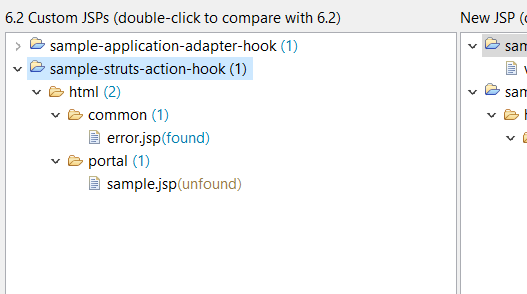 6.2 Custom JSPs (double-click to compare with 6.2)
sample-application-adapter-hook (1)
sample-struts-action-hook (1)
html (2)
common (1)
error.jsp(found)
portal (1)
sample.jsp(unfound)
New JSP (d
sam
v
sam
h